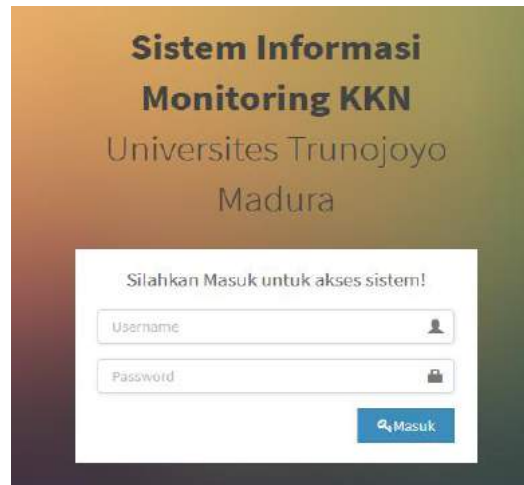 Sistem Informasi
Monitoring KKN
Universites Trunojoyo
Madura
Silahkan Masuk untuk akses sistem!
Username
Password
Masuk